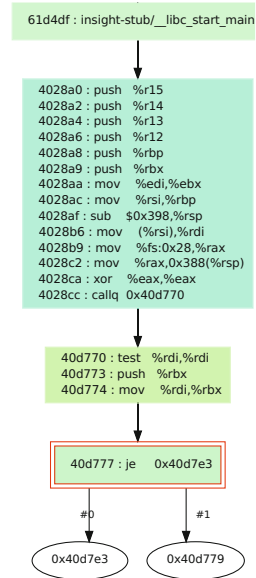 61d4df : insight-stub/__libc_start_main
4028a0 : push %r15
4028a2 : push %r14
4028a4 : push %r13
4028a6 : push %r12
4028a8 : push %rbp
4028a9 : push %rbx
4028aa : mov %edi,%ebx
4028ac : mov %rsi,%rbp
4028af : sub $0x398,%rsp
4028b6 : mov (%rsi),%rdi
4028b9 : mov %fs:0x28,%rax
4028c2 : mov %rax,0x388(%rsp)
4028ca : xor %eax,%eax
4028cc : callq 0x40d770
40d770 : test %rdi,%rdi
40d773 : push %rbx
40d774 : mov %rdi,%rbx
40d777 : je 0x40d7e3
#0 #1
0x40d7e3 0x40d779